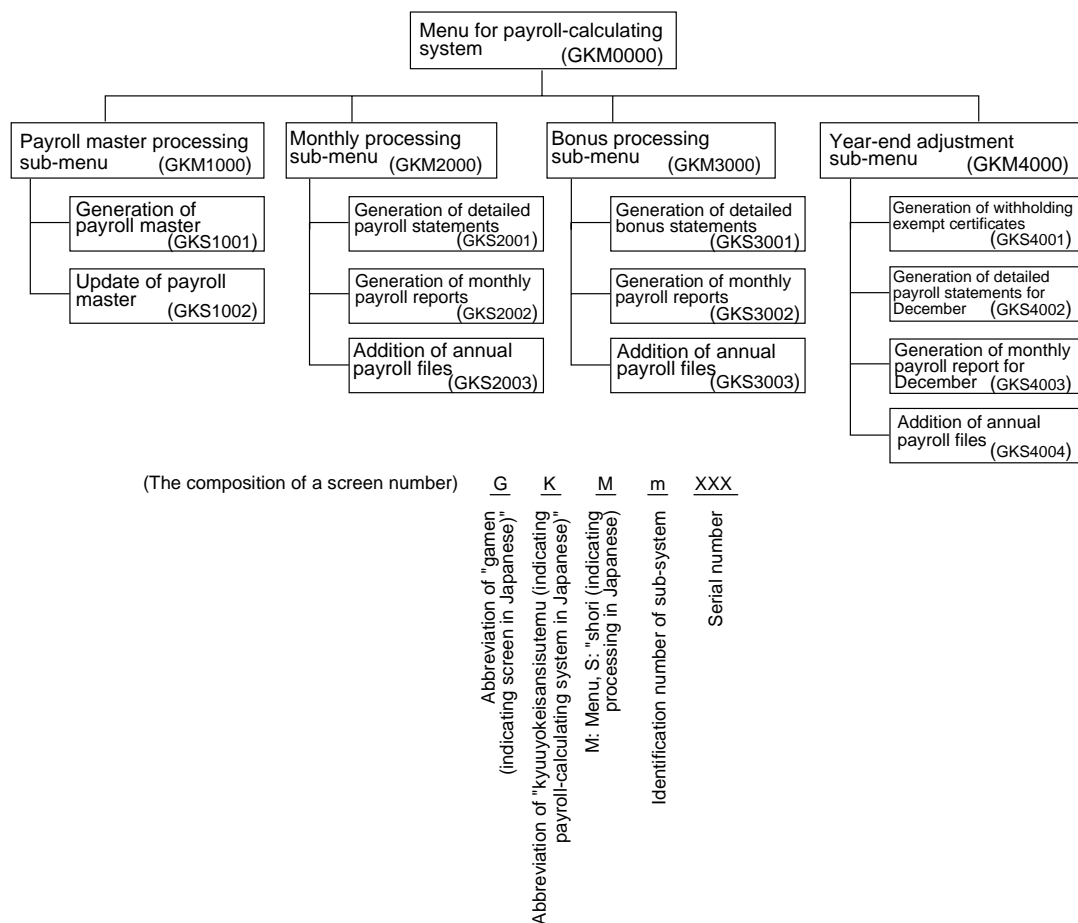 Menu for payroll-calculating
system
(GKM0000)
Payroll master processing
sub-menu
(GKM1000)
Generation of
payroll master
(GKS1001)
Update of payroll
master
(GKS1002)
Monthly processing
sub-menu (GKM2000)
Generation of detailed
payroll statements
(GKS2001)
Generation of monthly
payroll reports
(GKS2002)
Addition of annual
payroll files
(GKS2003)
Bonus processing
sub-menu
(GKM3000)
Generation of detailed
bonus statements
(GKS3001)
Generation of monthly
payroll reports
(GKS3002)
Addition of annual
payroll files
(GKS3003)
Year-end adjustment
sub-menu (GKM4000)
Generation of withholding
exempt certificates
(GKS4001)
Generation of detailed
payroll statements for
December (GKS4002)
Generation of monthly
payroll report for
December (GKS4003)
Addition of annual
payroll files (GKS4004)
(The composition of a screen number) G K M m XXX
Abbreviation of "gamen
(indicating screen in Japanese)"
Abbreviation of "kyuuyokeisansisutemu (indicating
payroll-calculating system in Japanese)"
M: Menu, S: "shori (indicating
processing in Japanese)
Identification number of sub-system
Serial number